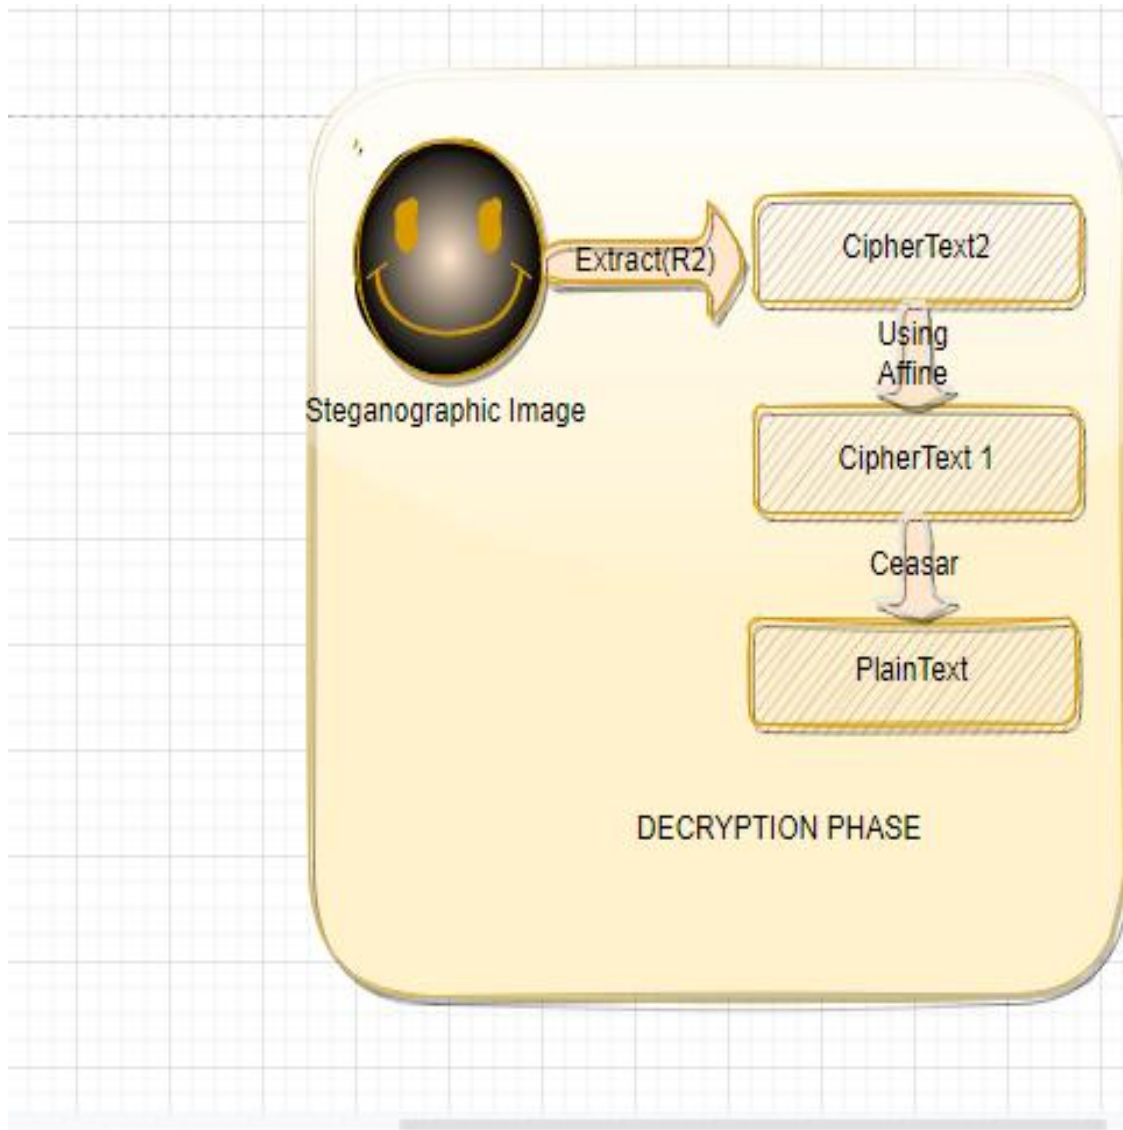 Extract(R2)
CipherText2
Using
Affine
Steganographic Image
CipherText 1
Ceasar
PlainText
DECRYPTION PHASE